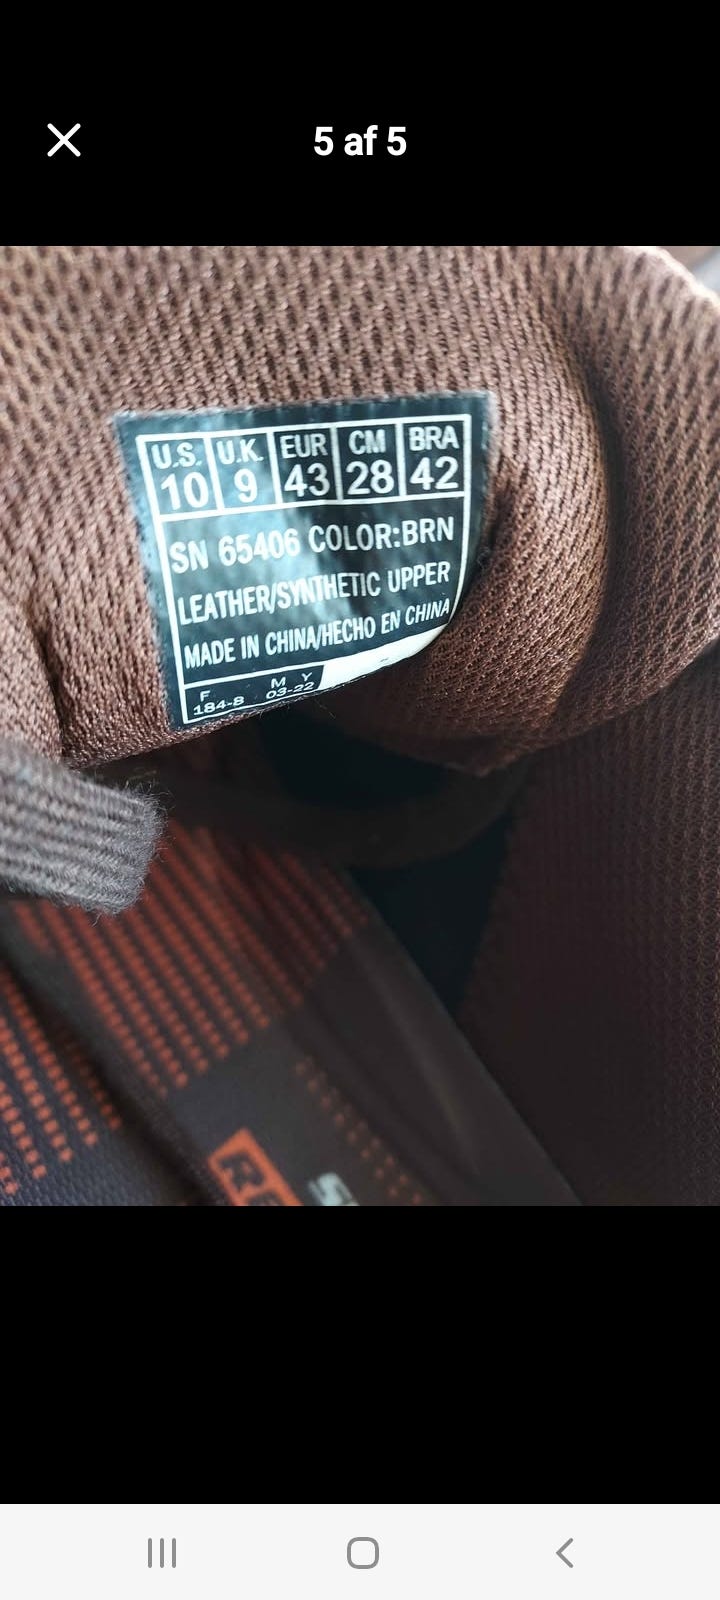 5 af 5
U.S. U.K. EUR CM BRA
10 9 43 28 42
SN 65406 COLOR:BRN
LEATHER/SYNTHETIC UPPER
MADE IN CHINA/HECHO EN CHINA
F M Y
184-8 03-22